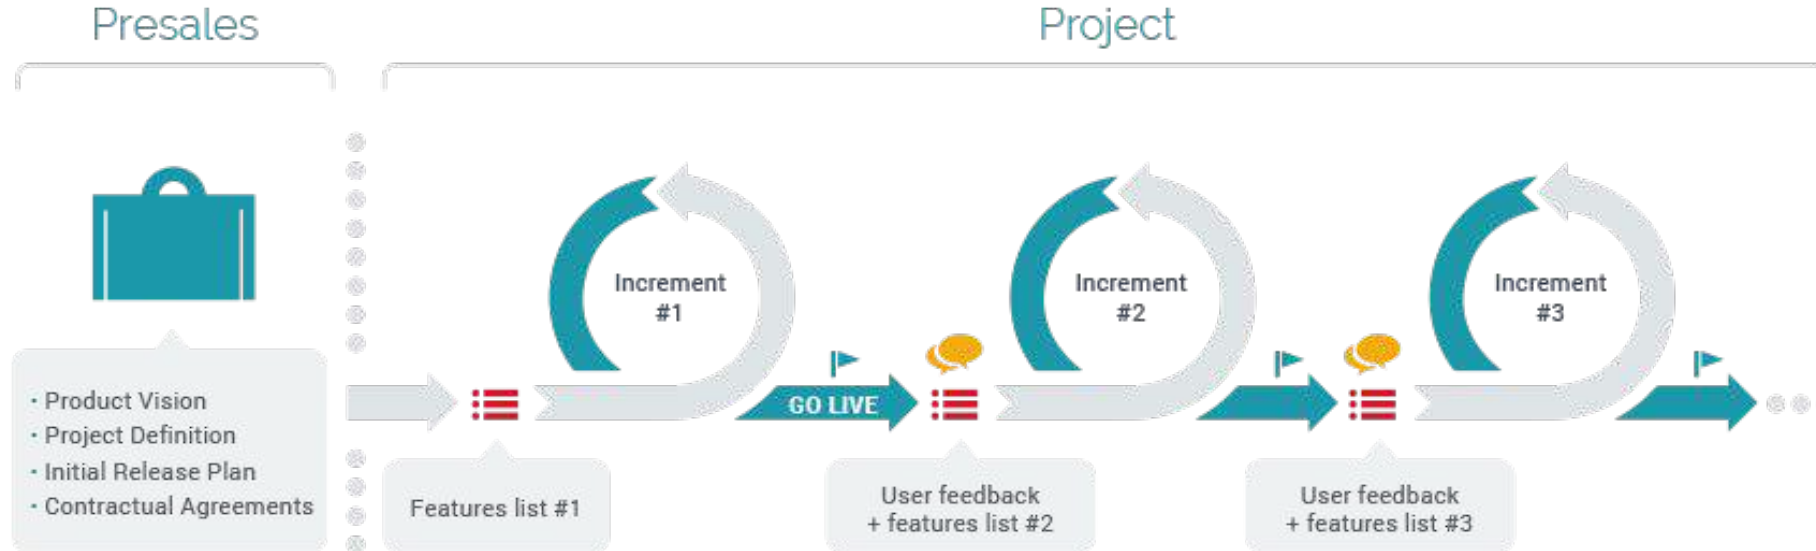 Presales
Project
Increment
#1
Increment
#2
Increment
#3
GO LIVE
• Product Vision
• Project Definition
• Initial Release Plan
• Contractual Agreements
Features list #1
User feedback
+ features list #2
User feedback
+ features list #3